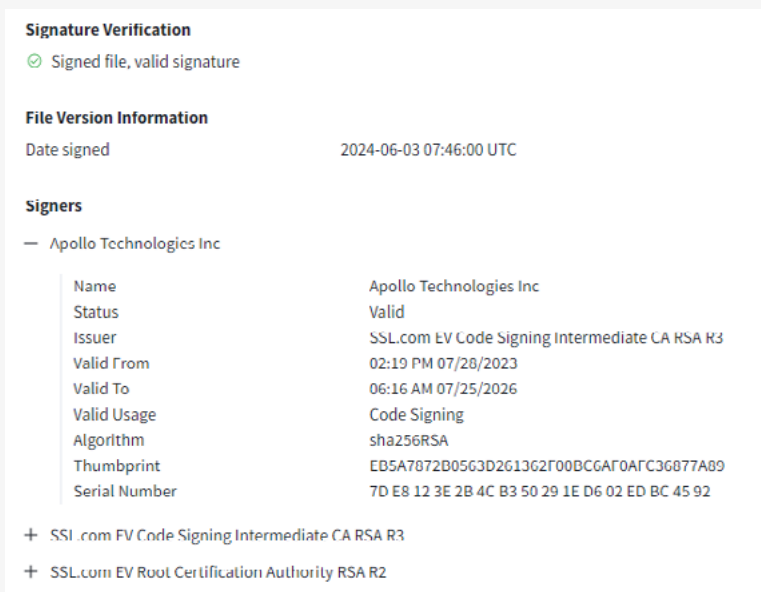 Signature Verification
Signed file, valid signature
File Version Information
Date signed 2024-06-03 07:46:00 UTC
Signers
— Apollo Technologies Inc
Name Apollo Technologies Inc
Status Valid
Issuer SSL.com EV Code Signing Intermediate CA RSA R3
Valid From 02:19 PM 07/28/2023
Valid To 06:16 AM 07/25/2026
Valid Usage Code Signing
Algorithm sha256RSA
Thumbprint EB5A7872B0563D261362F00BC6AF0AFC36877A89
Serial Number 7D E8 12 3E 2B 4C B3 50 29 1E D6 02 ED BC 45 92
+ SSL.com EV Code Signing Intermediate CA RSA R3
+ SSL.com EV Root Certification Authority RSA R2